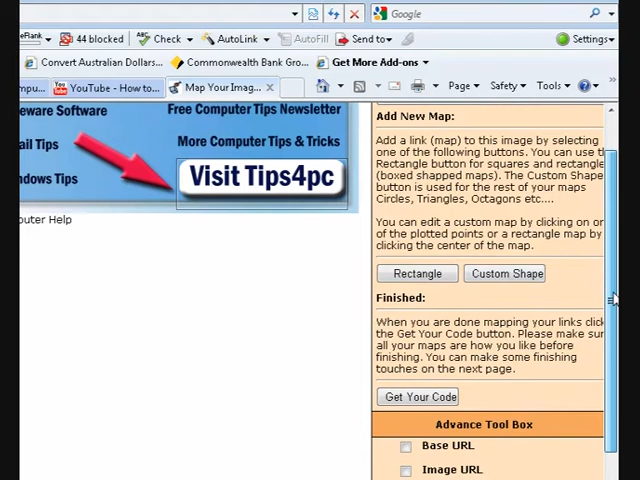 Google
eRank
44 blocked
Check
AutoLink
AutoFill
Send to
Settings
Convert Australian Dollars...
Commonwealth Bank Gro...
Get More Add-ons
mpu...
YouTube - How to...
Map Your Imag...
Page
Safety
Tools
eware Software
Free Computer Tips Newsletter
ail Tips
More Computer Tips & Tricks
ndows Tips
Visit Tips4pc
puter Help
Add New Map:
Add a link (map) to this image by selecting
one of the following buttons. You can use t
Rectangle button for squares and rectangle
(boxed shapped maps). The Custom Shape
button is used for the rest of your maps
Circles, Triangles, Octagons etc....
You can edit a custom map by clicking on or
of the plotted points or a rectangle map by
clicking the center of the map.
Rectangle
Custom Shape
Finished:
When you are done mapping your links click
the Get Your Code button. Please make sur
all your maps are how you like before
finishing. You can make some finishing
touches on the next page.
Get Your Code
Advance Tool Box
Base URL
Image URL